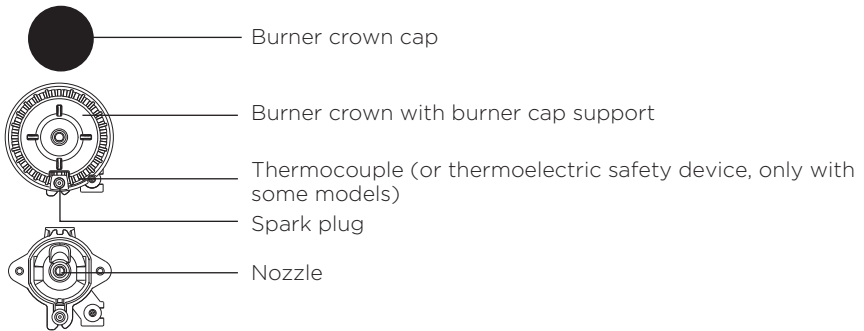 Burner crown cap
Burner crown with burner cap support
Thermocouple (or thermoelectric safety device, only with
some models)
Spark plug
Nozzle